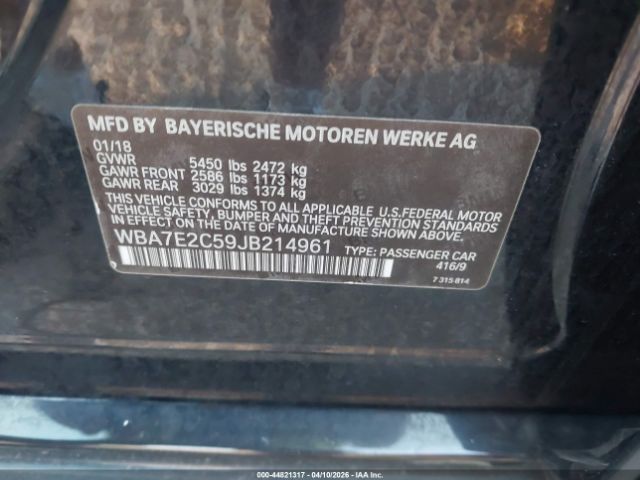 MFD BY BAYERISCHE MOTOREN WERKE AG
01/18
GVWR 5450 lbs 2472 kg
GAWR FRONT 2586 lbs 1173 kg
GAWR REAR 3029 lbs 1374 kg
THIS VEHICLE CONFORMS TO ALL APPLICABLE U.S.FEDERAL MOTOR
VEHICLE SAFETY, BUMPER AND THEFT PREVENTION STANDARDS
IN EFFECT ON THE DATE OF MANUFACTURE SHOWN ABOVE.
WBA7E2C59JB214961 TYPE: PASSENGER CAR
416/9
7 315 814
000-44821317 - 04/10/2026 - IAAI.CA